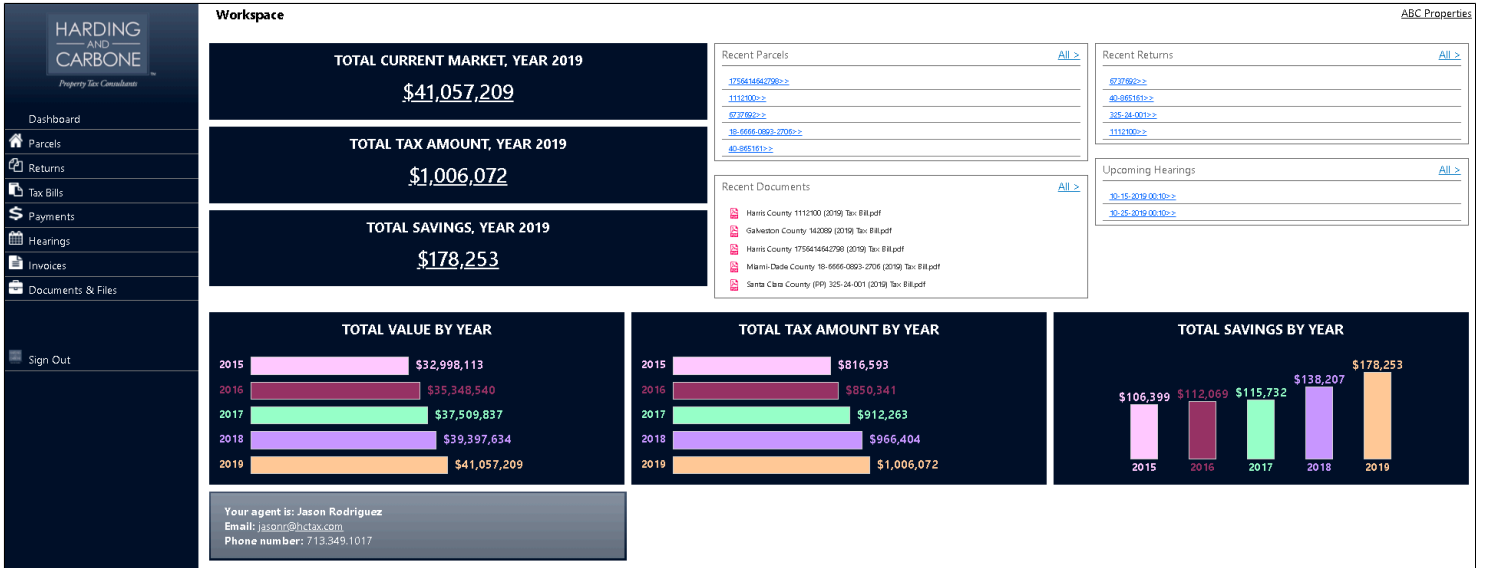 HARDING
AND
CARBONE
Property Tax Consultants
Dashboard
Parcels
Returns
Tax Bills
Payments
Hearings
Invoices
Documents & Files
Sign Out
Workspace
ABC Properties
TOTAL CURRENT MARKET, YEAR 2019
$41,057,209
TOTAL TAX AMOUNT, YEAR 2019
$1,006,072
TOTAL SAVINGS, YEAR 2019
$178,253
Recent Parcels All >
1756414642798>>
1112100>>
6737692>>
18-6666-0893-2706>>
40-865161>>
Recent Documents All >
Harris County 1112100 (2019) Tax Bill.pdf
Galveston County 142089 (2019) Tax Bill.pdf
Harris County 1756414642798 (2019) Tax Bill.pdf
Miami-Dade County 18-6666-0893-2706 (2019) Tax Bill.pdf
Santa Clara County (PP) 325-24-001 (2019) Tax Bill.pdf
Recent Returns All >
6737692>>
40-865161>>
325-24-001>>
1112100>>
Upcoming Hearings All >
10-15-2019 00:10>>
10-25-2019 00:10>>
TOTAL VALUE BY YEAR
2015 $32,998,113
2016 $35,348,540
2017 $37,509,837
2018 $39,397,634
2019 $41,057,209
TOTAL TAX AMOUNT BY YEAR
2015 $816,593
2016 $850,341
2017 $912,263
2018 $966,404
2019 $1,006,072
TOTAL SAVINGS BY YEAR
$106,399 $112,069 $115,732 $138,207 $178,253
2015 2016 2017 2018 2019
Your agent is: Jason Rodriguez
Email: jasonr@hctax.com
Phone number: 713.349.1017